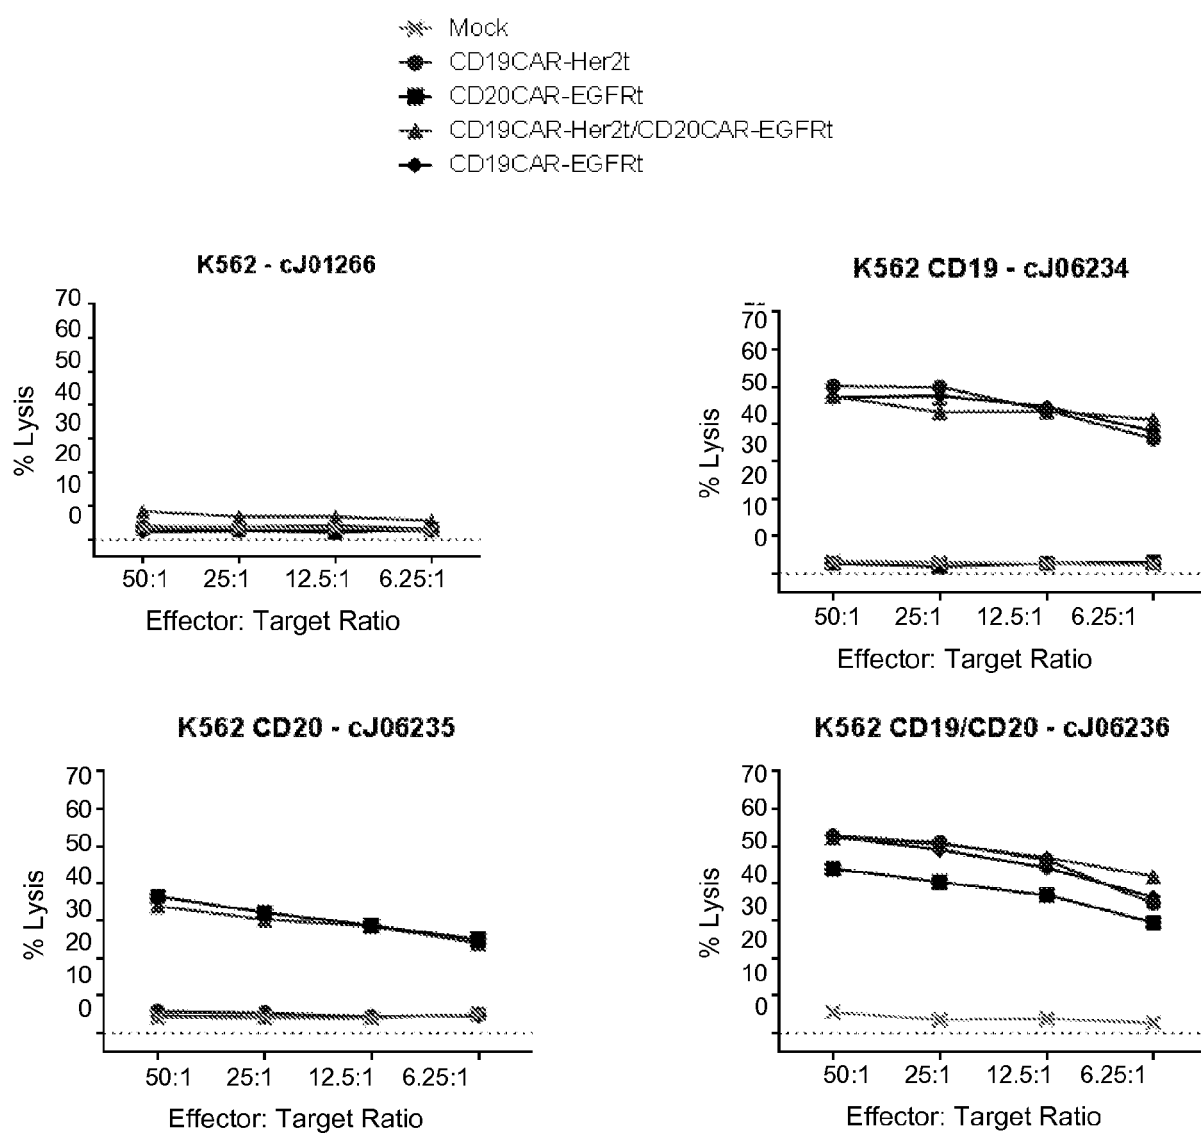 Mock
CD19CAR-Her2t
CD20CAR-EGFRt
CD19CAR-Her2t/CD20CAR-EGFRt
CD19CAR-EGFRt
K562 - cJ01266
70
60
50
40
30
20
10
0
% Lysis
50:1 25:1 12.5:1 6.25:1
Effector: Target Ratio
K562 CD19 - cJ06234
70
60
50
40
30
20
10
0
% Lysis
50:1 25:1 12.5:1 6.25:1
Effector: Target Ratio
K562 CD20 - cJ06235
70
60
50
40
30
20
10
0
% Lysis
50:1 25:1 12.5:1 6.25:1
Effector: Target Ratio
K562 CD19/CD20 - cJ06236
70
60
50
40
30
20
10
0
% Lysis
50:1 25:1 12.5:1 6.25:1
Effector: Target Ratio